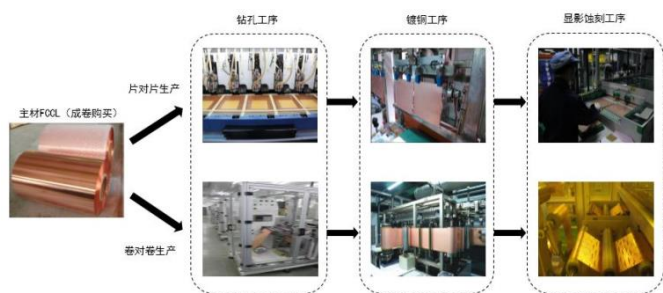 钻孔工序
镀铜工序
显影蚀刻工序
片对片生产
主材FCCL（成卷购买）
卷对卷生产